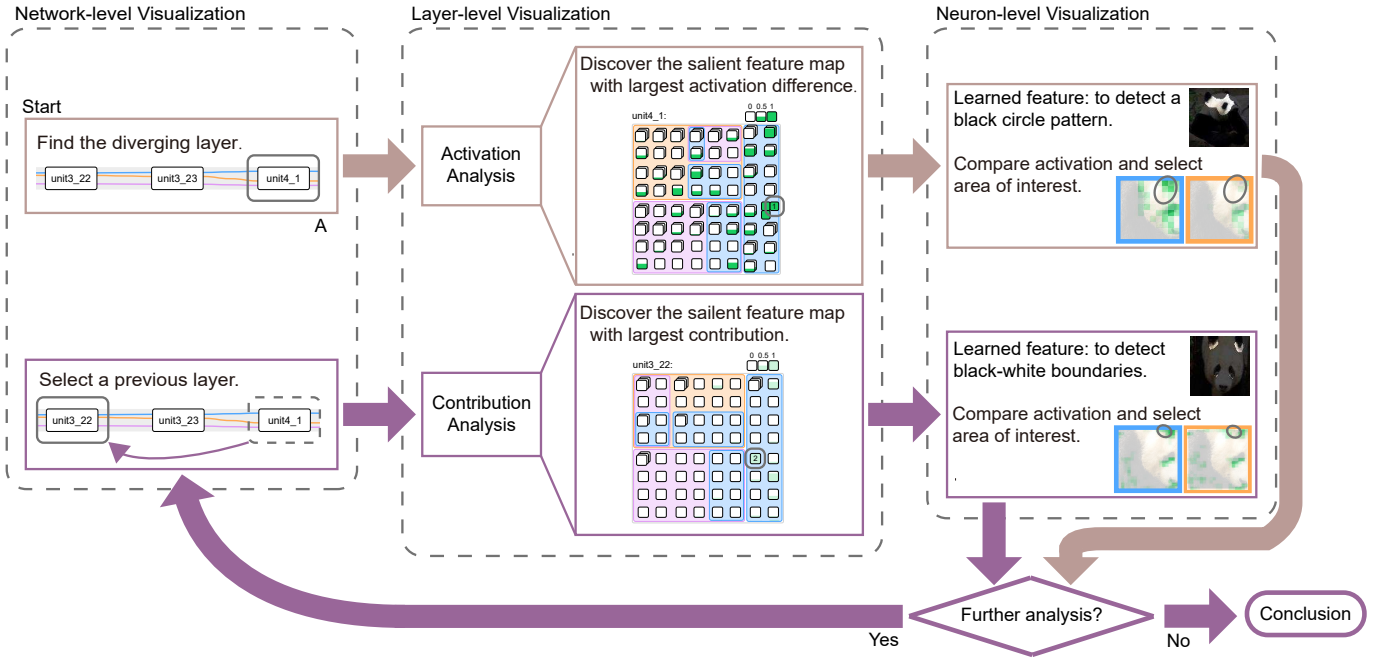 Network-level Visualization
Layer-level Visualization
Neuron-level Visualization
Start
Find the diverging layer.
unit3_22
unit3_23
unit4_1
A
Activation
Analysis
Discover the salient feature map
with largest activation difference.
0 0.5 1
unit4_1:
1
Learned feature: to detect a
black circle pattern.
Compare activation and select
area of interest.
Select a previous layer.
unit3_22
unit3_23
unit4_1
Contribution
Analysis
Discover the sailent feature map
with largest contribution.
0 0.5 1
unit3_22:
2
Learned feature: to detect
black-white boundaries.
Compare activation and select
area of interest.
Further analysis?
Yes
No
Conclusion